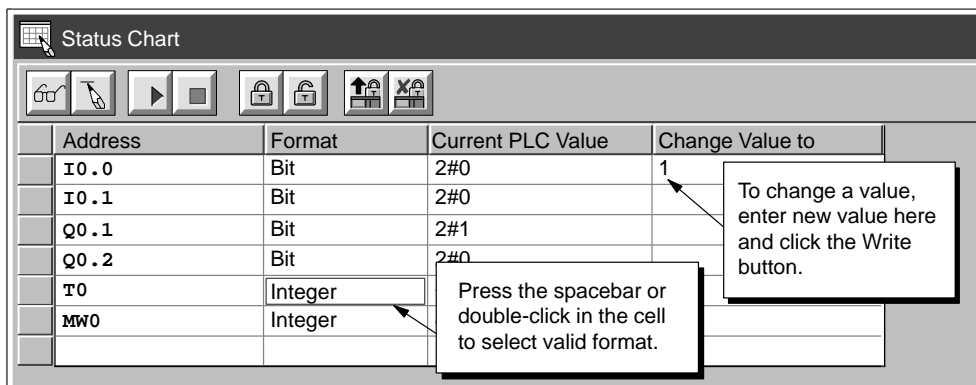 Status Chart
Address Format Current PLC Value Change Value to
I0.0 Bit 2#0 1
I0.1 Bit 2#0
Q0.1 Bit 2#1
Q0.2 Bit 2#0
T0 Integer
MW0 Integer
To change a value,
enter new value here
and click the Write
button.
Press the spacebar or
double-click in the cell
to select valid format.